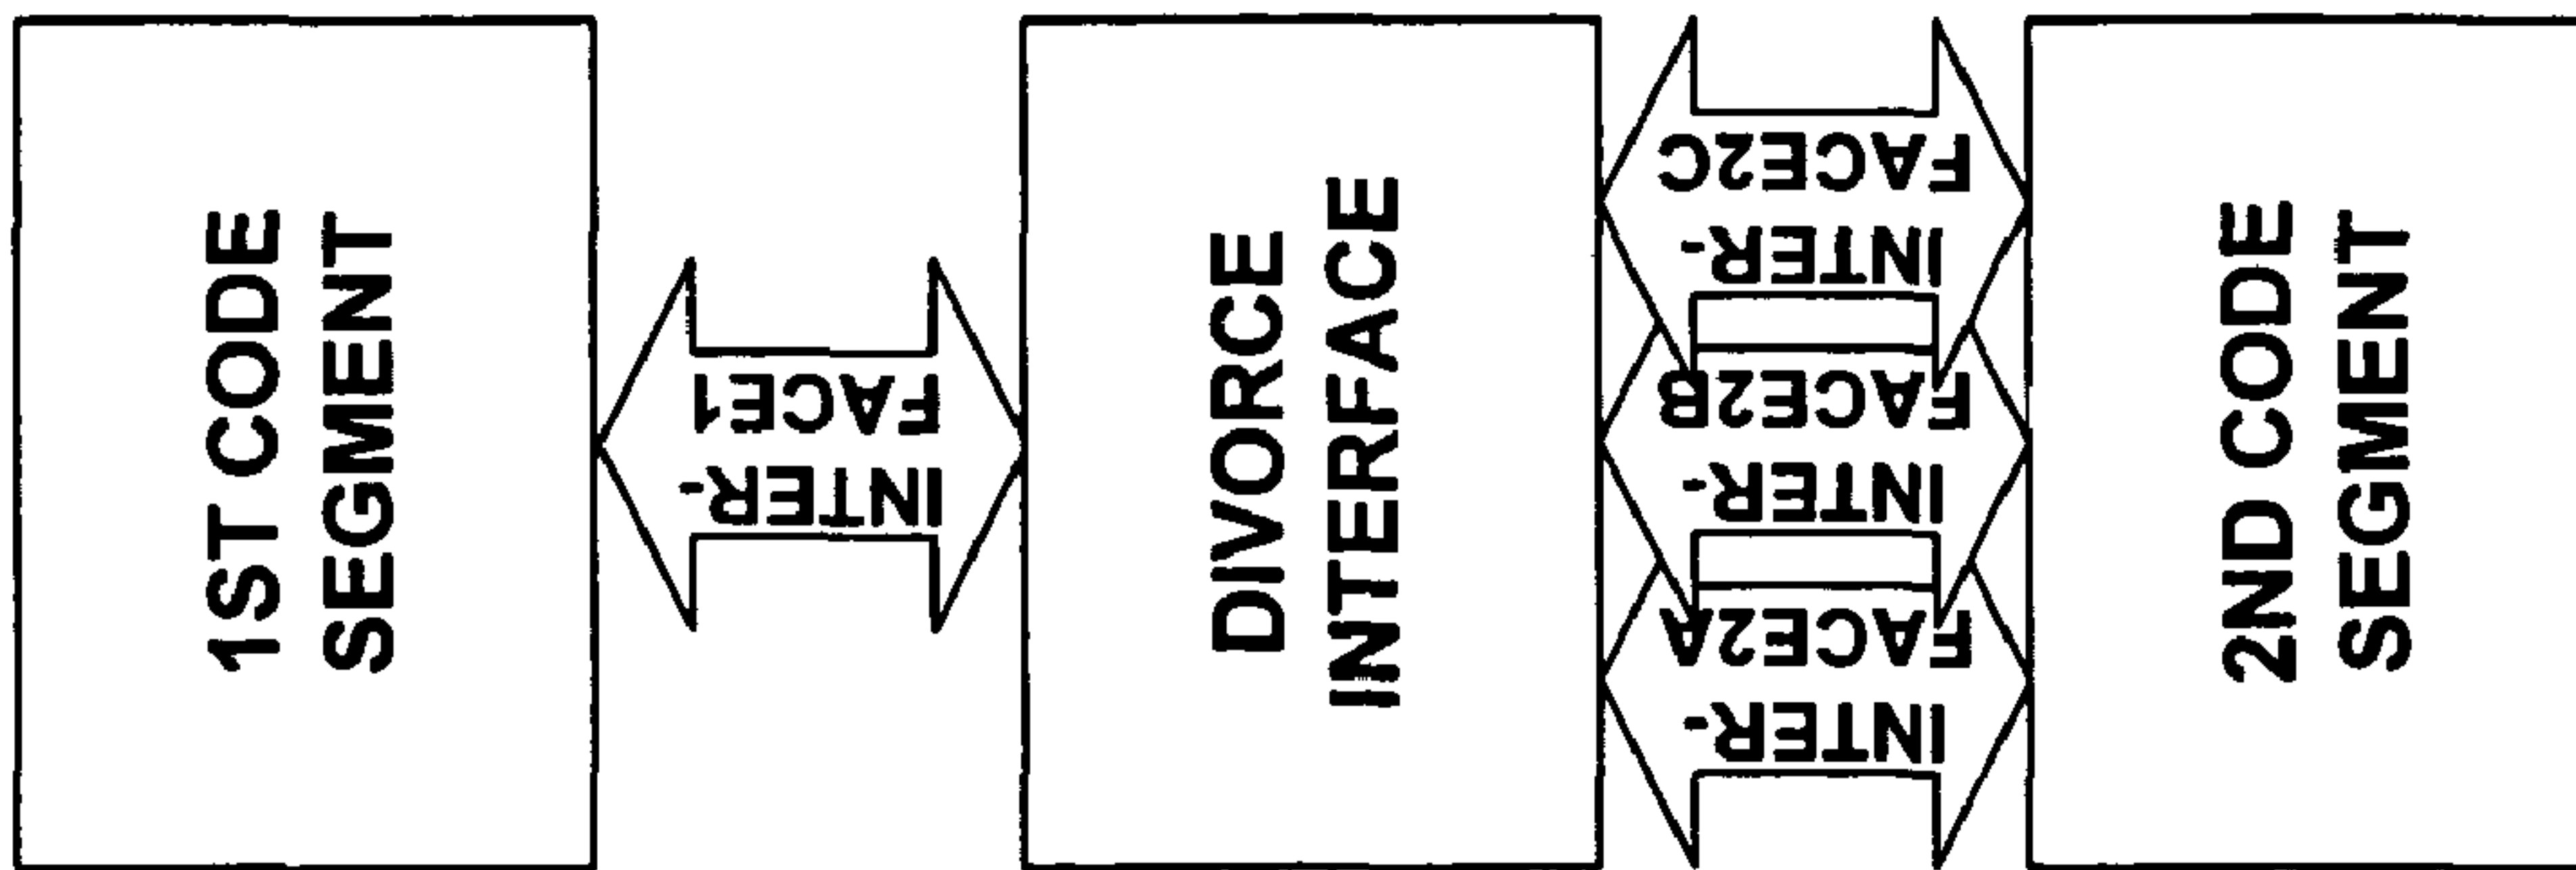 1ST CODE
SEGMENT
INTER-
FACE1
DIVORCE
INTERFACE
INTER-
FACE2C
INTER-
FACE2B
INTER-
FACE2A
2ND CODE
SEGMENT